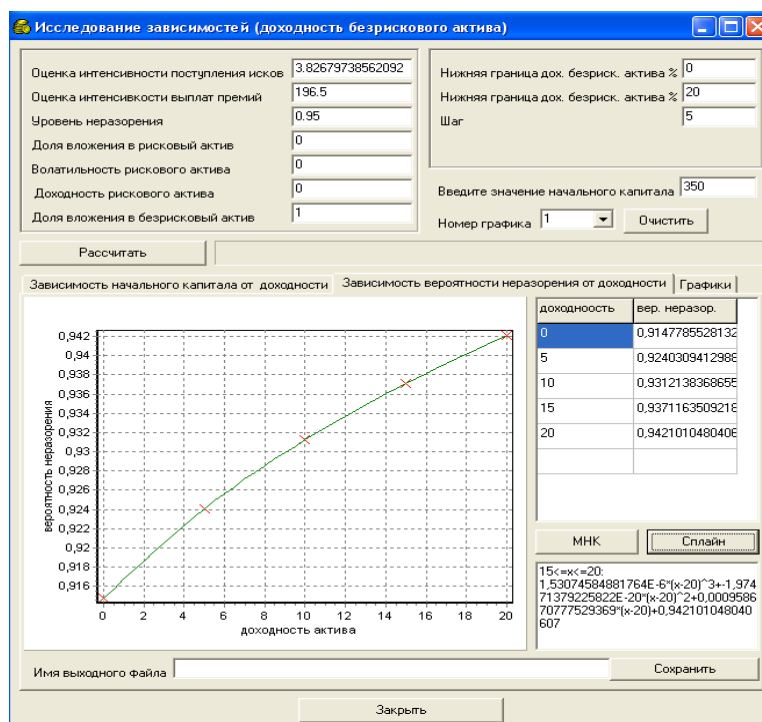 Исследование зависимостей (доходность безрискового актива)
Оценка интенсивности поступления исков 3.82679738562092
Оценка интенсивкости выплат премий 196.5
Уровень неразорения 0.95
Доля вложения в рисковый актив 0
Волатильность рискового актива 0
Доходность рискового актива 0
Доля вложения в безрисковый актив 1
Нижняя граница дох. безриск. актива % 0
Нижняя граница дох. безриск. актива % 20
Шаг 5
Введите значение начального капитала 350
Номер графика 1 Очистить
Рассчитать
Зависимость начального капитала от доходности Зависимость вероятности неразорения от доходности Графики
0,942
0,94
0,938
0,936
0,934
0,932
0,93
0,928
0,926
0,924
0,922
0,92
0,918
0,916
вероятность неразорения
0 2 4 6 8 10 12 14 16 18 20
доходность актива
доходноость вер. неразор.
0 0,9147785528132
5 0,9240309412988
10 0,9312138368655
15 0,9371163509218
20 0,9421010480406
МНК Сплайн
15<=x<=20:
1,53074584881764E-6*(x-20)^3+-1,974
71379225822E-20*(x-20)^2+0,0009586
70777529369*(x-20)+0,942101048040
607
Имя выходного файла Сохранить
Закрыть